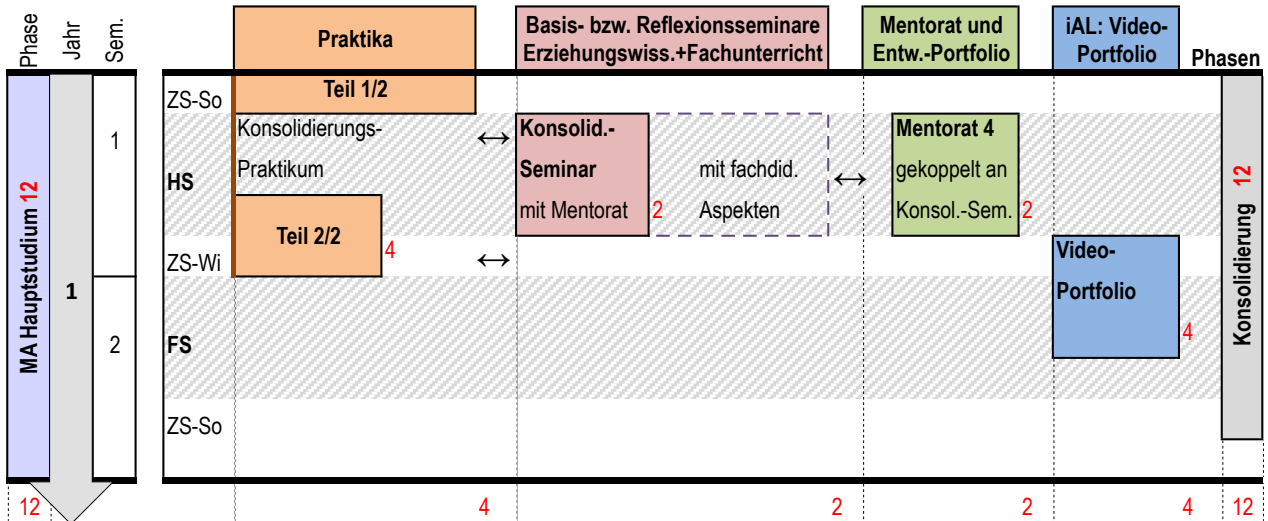 Phase
Jahr
Sem.
Praktika
Basis- bzw. Reflexionsseminare
Erziehungswiss.+Fachunterricht
Mentorat und
Entw.-Portfolio
iAL: Video-
Portfolio
Phasen
MA Hauptstudium 12
1
1
2
ZS-So
HS
ZS-Wi
FS
ZS-So
Teil 1/2
Konsolidierungs-
Praktikum
Teil 2/2
4
↔
↔
Konsolid.-
Seminar
mit Mentorat
2
mit fachdid.
Aspekten
↔
Mentorat 4
gekoppelt an
Konsol.-Sem.
2
Video-
Portfolio
4
Konsolidierung 12
12
4
2
2
4
12